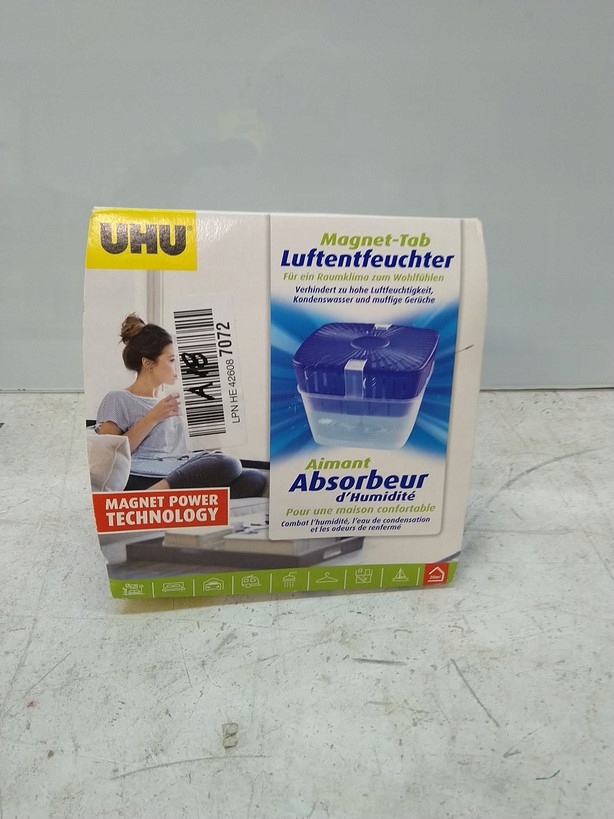 UHU
Magnet-Tab
Luftentfeuchter
Für ein Raumklima zum Wohlfühlen
Verhindert zu hohe Luftfeuchtigkeit,
Kondenswasser und muffige Gerüche
LPN HE 42608 7072
Aimant
Absorbeur
d'Humidité
Pour une maison confortable
Combat l'humidité, l'eau de condensation
et les odeurs de renfermé
MAGNET POWER
TECHNOLOGY